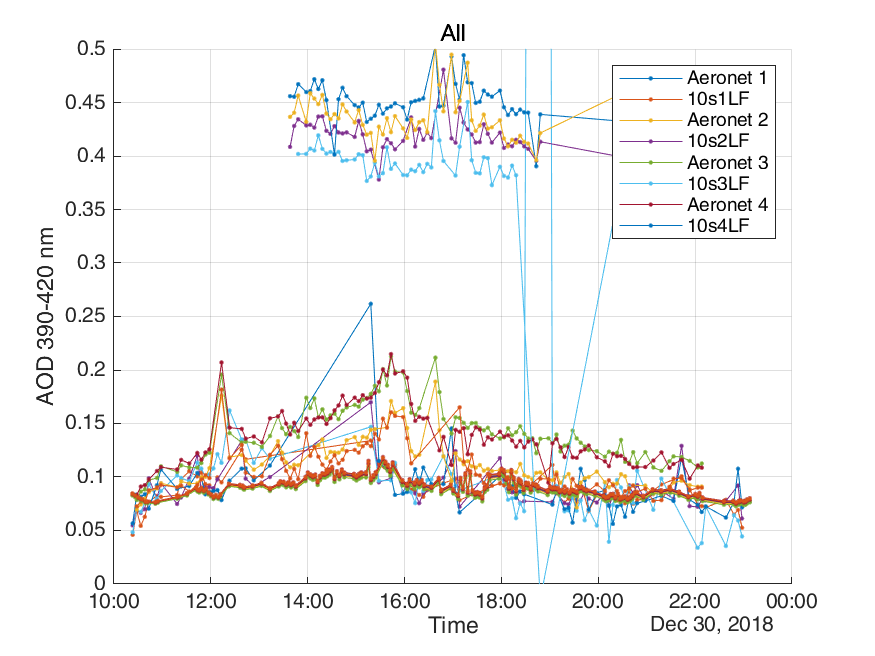 All
0.5
0.45
0.4
0.35
0.3
0.25
0.2
0.15
0.1
0.05
0
AOD 390-420 nm
Aeronet 1
10s1LF
Aeronet 2
10s2LF
Aeronet 3
10s3LF
Aeronet 4
10s4LF
10:00 12:00 14:00 16:00 18:00 20:00 22:00 00:00
Time
Dec 30, 2018